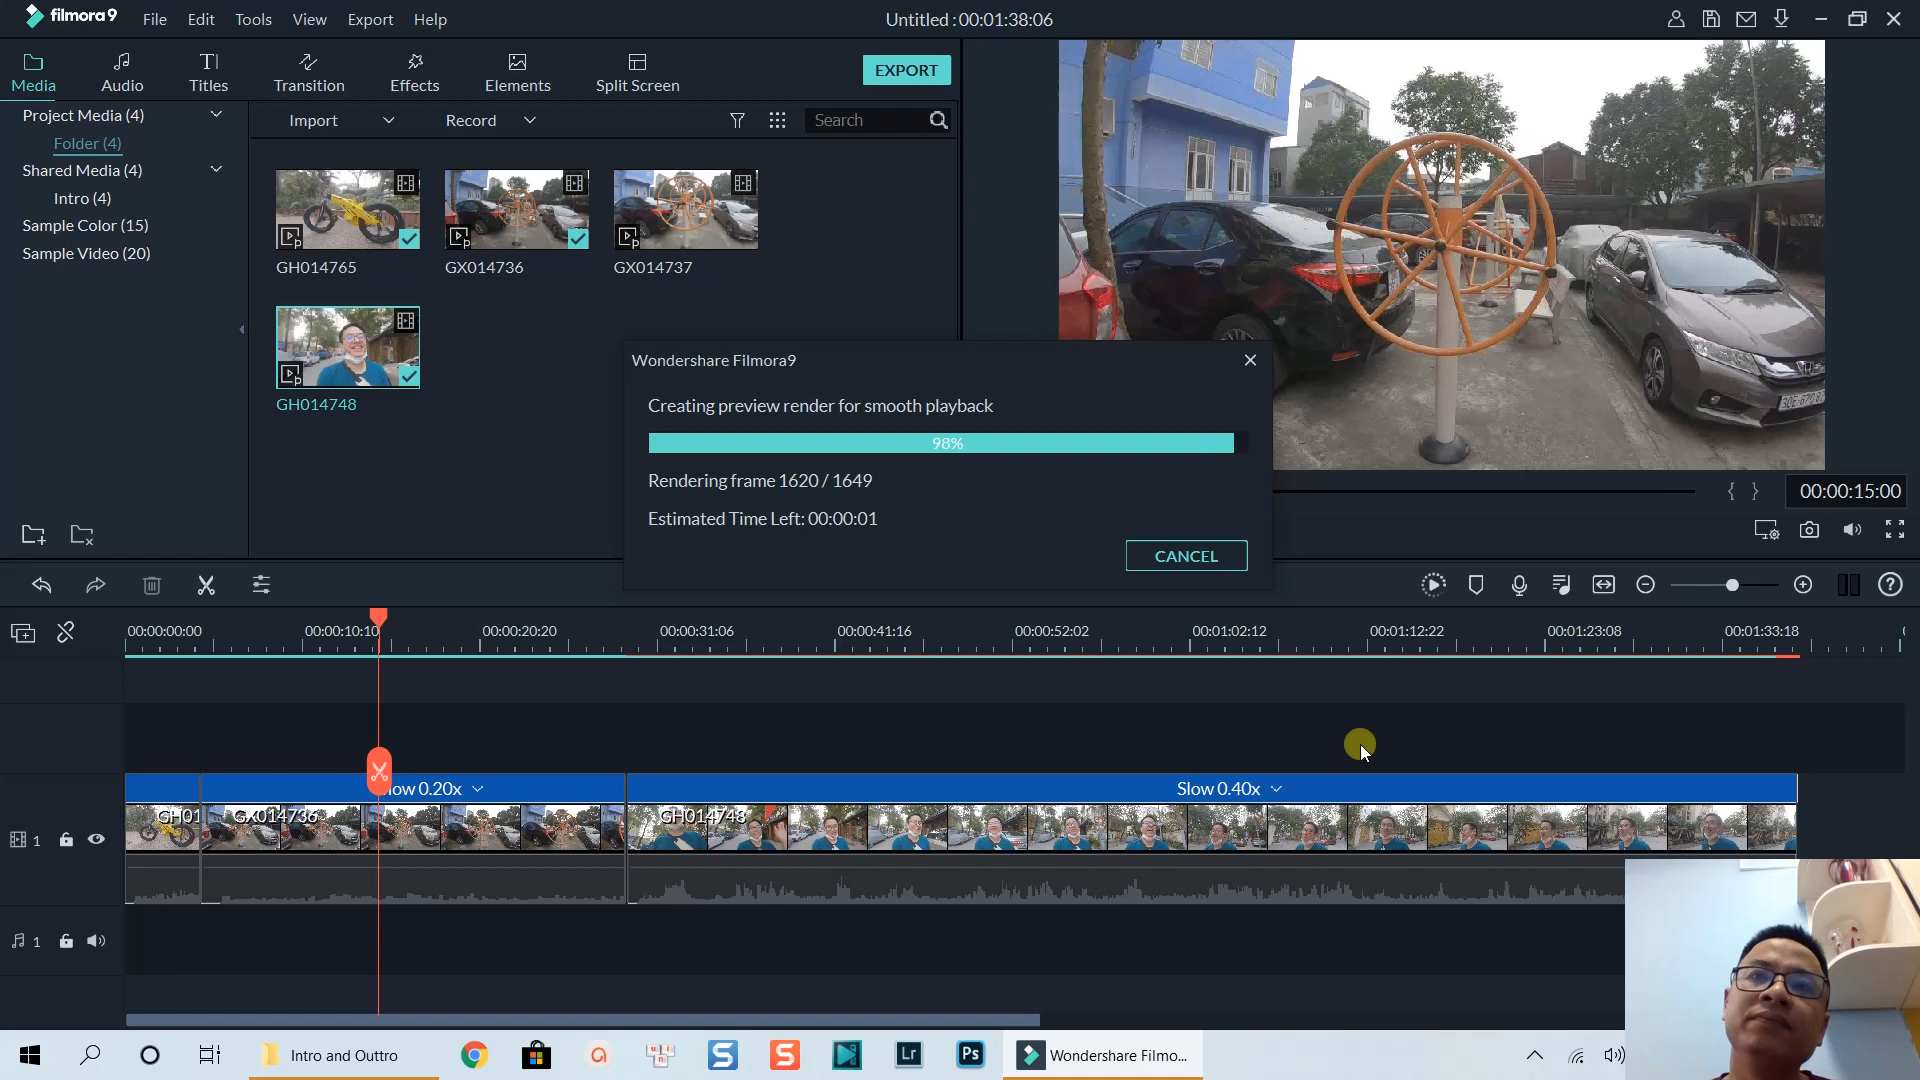 filmora9 File Edit Tools View Export Help Untitled : 00:01:38:06
Media Audio Titles Transition Effects Elements Split Screen EXPORT
Project Media (4)
Folder (4)
Shared Media (4)
Intro (4)
Sample Color (15)
Sample Video (20)
Import Record Search
GH014765 GX014736 GX014737
GH014748
Wondershare Filmora9
Creating preview render for smooth playback
98%
Rendering frame 1620 / 1649
Estimated Time Left: 00:00:01
CANCEL
{ } 00:00:15:00
00:00:00:00 00:00:10:10 00:00:20:20 00:00:31:06 00:00:41:16 00:00:52:02 00:01:02:12 00:01:12:22 00:01:23:08 00:01:33:18
low 0.20x Slow 0.40x
GH01 GX014736 GH014748
1
1
Intro and Outtro Lr Ps Wondershare Filmo...